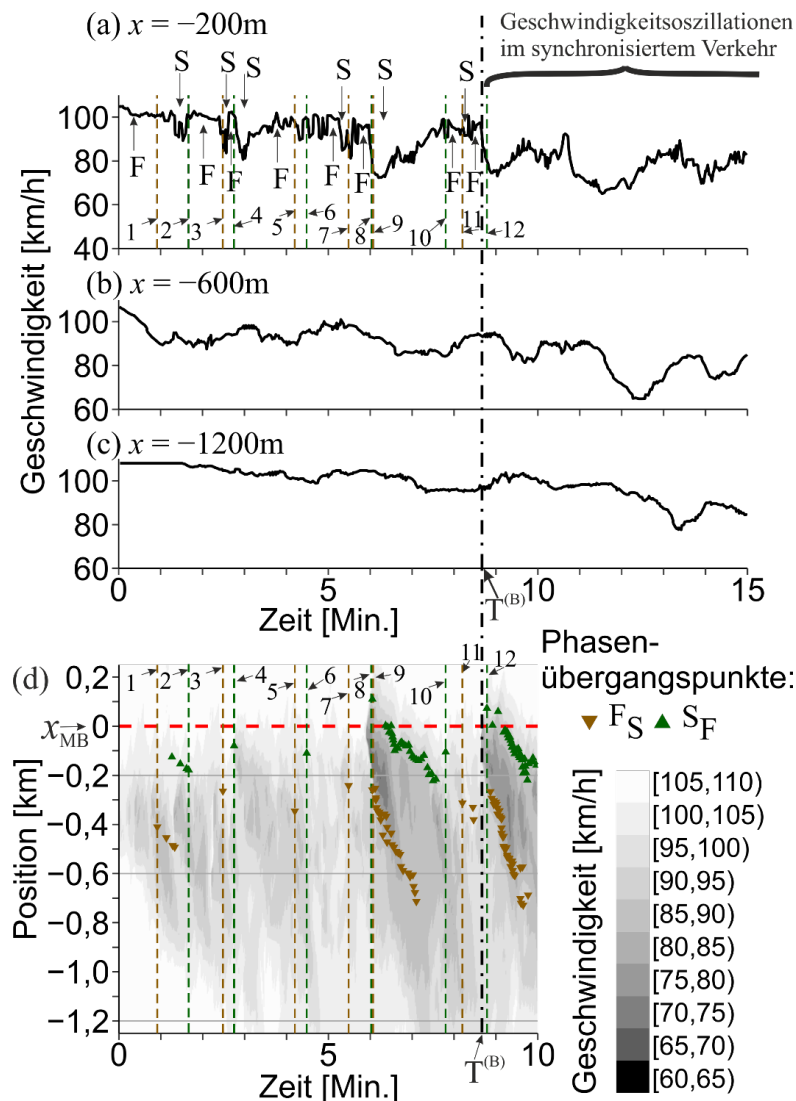 (a) x = −200m
Geschwindigkeitsoszillationen
im synchronisiertem Verkehr
S S S S S S
100
80
60
40
F F F F F F F F
1 2 3 4 5 6 7 8 9 10 11 12
Geschwindigkeit [km/h]
(b) x = −600m
100
80
60
(c) x = −1200m
100
80
60
0 5 10 15
Zeit [Min.]
T(B)
(d)
1 2 3 4 5 6 7 8 9 10 11 12
0,2
0
−0,2
−0,4
−0,6
−0,8
−1,0
−1,2
xMB
Position [km]
0 5 10
Zeit [Min.]
T(B)
Phasen-
übergangspunkte:
FS SF
Geschwindigkeit [km/h]
[105,110)
[100,105)
[95,100)
[90,95)
[85,90)
[80,85)
[75,80)
[70,75)
[65,70)
[60,65)